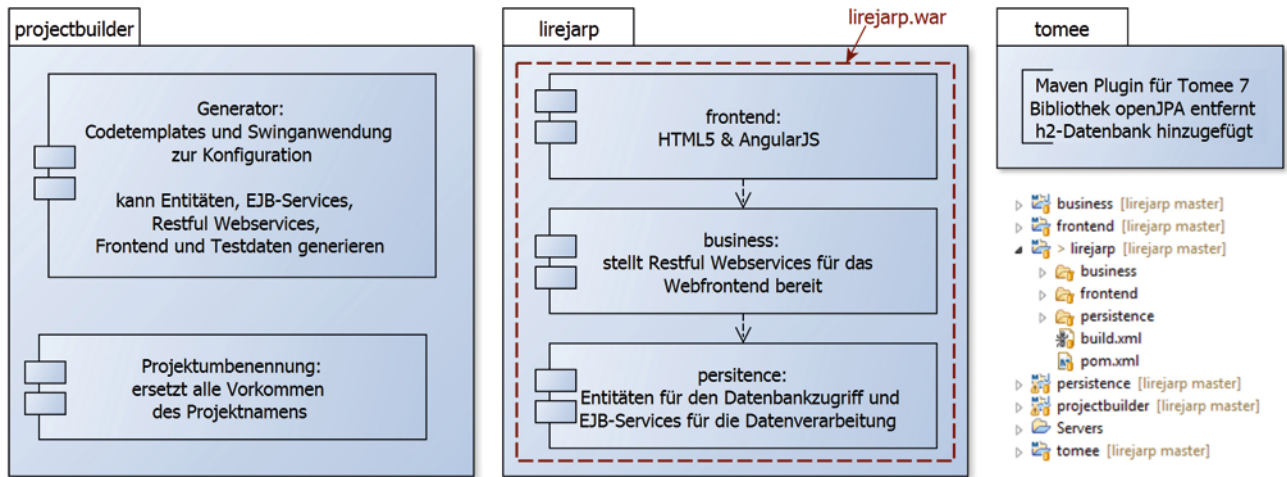 projectbuilder
Generator:
Codetemplates und Swinganwendung
zur Konfiguration
kann Entitäten, EJB-Services,
Restful Webservices,
Frontend und Testdaten generieren
Projektumbenennung:
ersetzt alle Vorkommen
des Projektnamens
lirejarp
lirejarp.war
frontend:
HTML5 & AngularJS
business:
stellt Restful Webservices für das
Webfrontend bereit
persitence:
Entitäten für den Datenbankzugriff und
EJB-Services für die Datenverarbeitung
tomee
Maven Plugin für Tomee 7
Bibliothek openJPA entfernt
h2-Datenbank hinzugefügt
business [lirejarp master]
frontend [lirejarp master]
> lirejarp [lirejarp master]
business
frontend
persistence
build.xml
pom.xml
persistence [lirejarp master]
projectbuilder [lirejarp master]
Servers
tomee [lirejarp master]